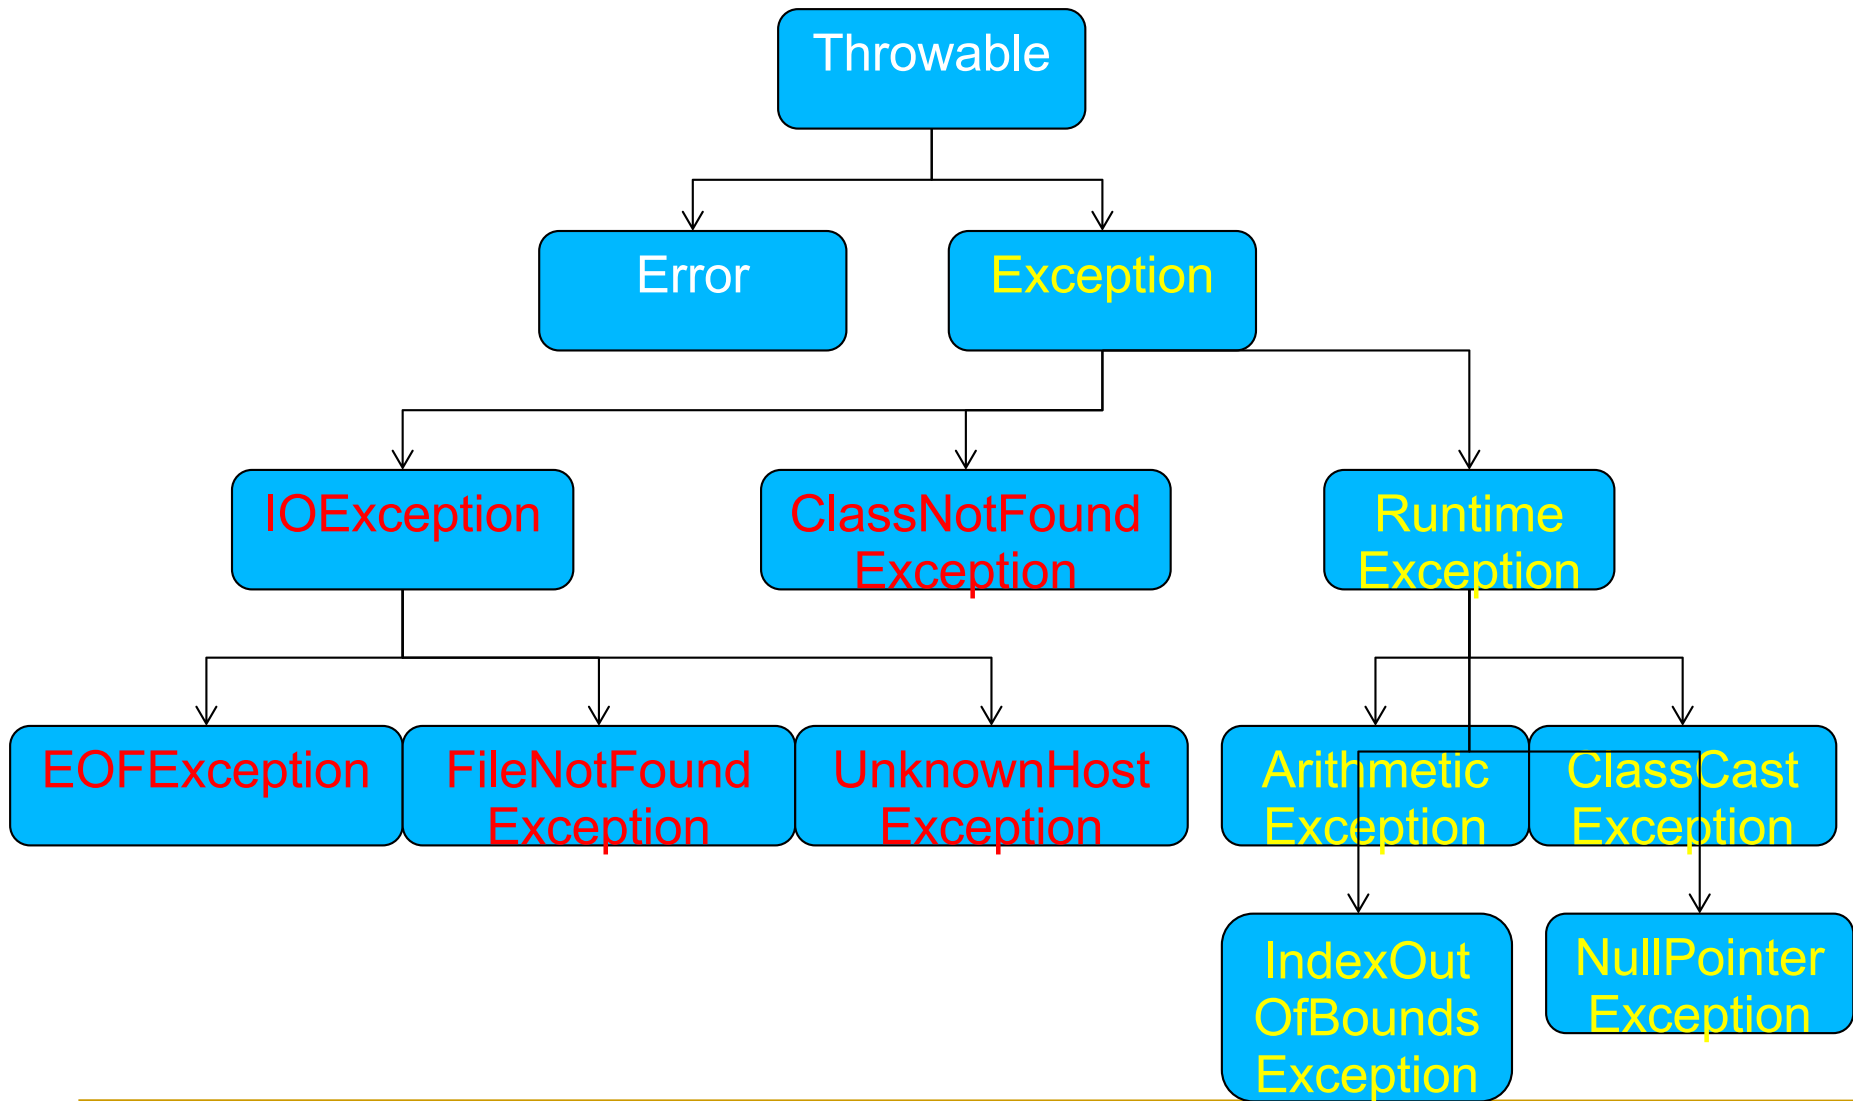 Throwable
Error
Exception
IOException
ClassNotFound
Exception
Runtime
Exception
EOFException
FileNotFound
Exception
UnknownHost
Exception
Arithmetic
Exception
ClassCast
Exception
IndexOut
OfBounds
Exception
NullPointer
Exception